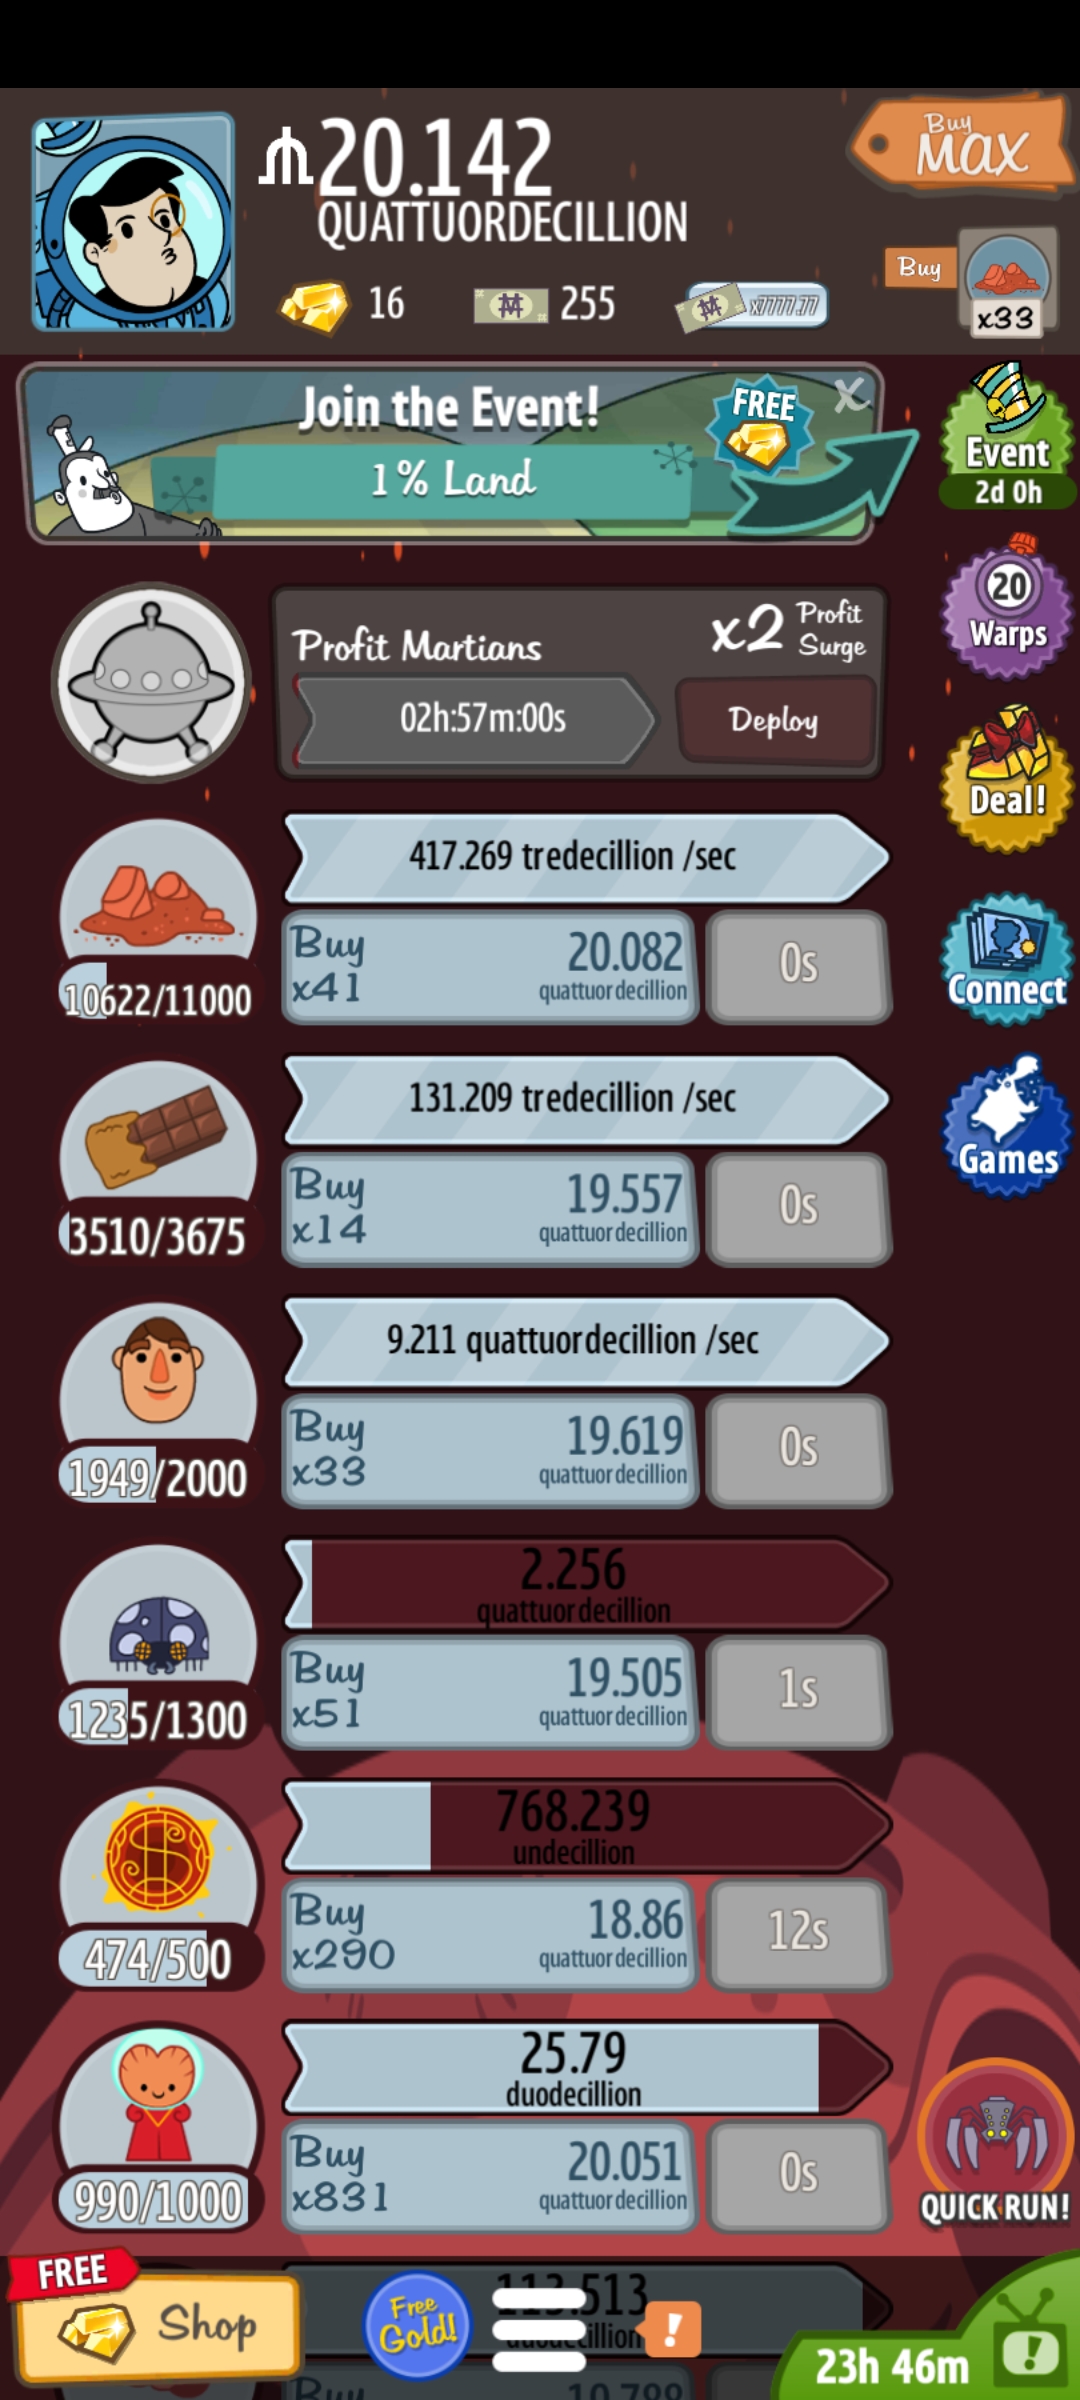 20.142
QUATTUORDECILLION
Buy
MAX
16
255
x7777.77
Buy
x33
Join the Event!
1% Land
FREE
X
Event
2d 0h
20
Warps
Profit Martians
x2 Profit Surge
02h:57m:00s
Deploy
Deal!
417.269 tredecillion /sec
Buy
x41
20.082
quattuordecillion
0s
10622/11000
Connect
131.209 tredecillion /sec
Buy
x14
19.557
quattuordecillion
0s
3510/3675
Games
9.211 quattuordecillion /sec
Buy
x33
19.619
quattuordecillion
0s
1949/2000
2.256
quattuordecillion
Buy
x51
19.505
quattuordecillion
1s
1235/1300
768.239
undecillion
Buy
x290
18.86
quattuordecillion
12s
474/500
25.79
duodecillion
Buy
x831
20.051
quattuordecillion
0s
990/1000
QUICK RUN!
FREE
Shop
Free
Gold!
!
23h 46m
!
Buy